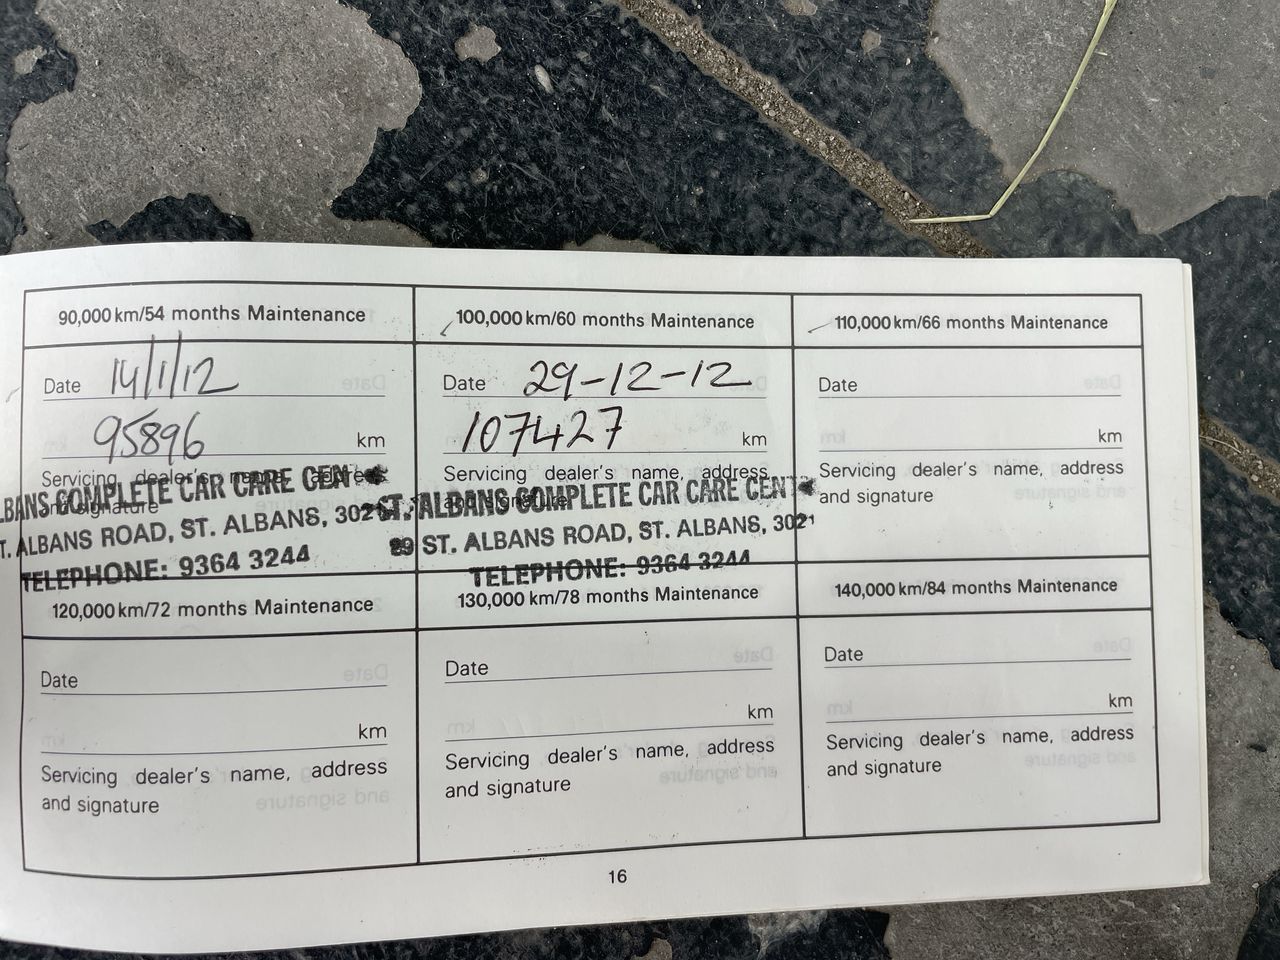 90,000 km/54 months Maintenance
Date 14/1/12
95896 km
Servicing dealer's name, address
and signature
ALBANS COMPLETE CAR CARE CEN
T. ALBANS ROAD, ST. ALBANS, 302
TELEPHONE: 9364 3244
100,000 km/60 months Maintenance
Date 29-12-12
107427 km
Servicing dealer's name, address
and signature
ST. ALBANS COMPLETE CAR CARE CENT
29 ST. ALBANS ROAD, ST. ALBANS, 3021
TELEPHONE: 9364 3244
110,000 km/66 months Maintenance
Date
km
Servicing dealer's name, address
and signature
120,000 km/72 months Maintenance
Date
km
Servicing dealer's name, address
and signature
130,000 km/78 months Maintenance
Date
km
Servicing dealer's name, address
and signature
140,000 km/84 months Maintenance
Date
km
Servicing dealer's name, address
and signature
16